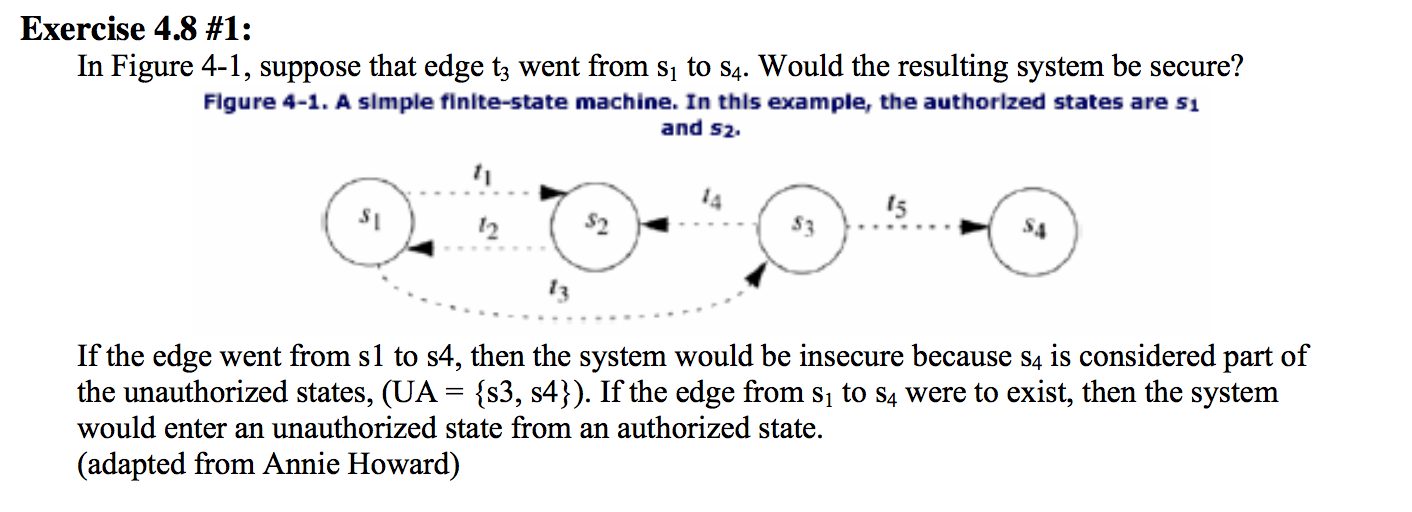 Exercise 4.8 #1:
In Figure 4-1, suppose that edge t3 went from s1 to s4. Would the resulting system be secure?
Figure 4-1. A simple finite-state machine. In this example, the authorized states are s1
and s2.
t1
t4
t5
s1
t2
s2
s3
s4
t3
If the edge went from s1 to s4, then the system would be insecure because s4 is considered part of
the unauthorized states, (UA = {s3, s4}). If the edge from s1 to s4 were to exist, then the system
would enter an unauthorized state from an authorized state.
(adapted from Annie Howard)